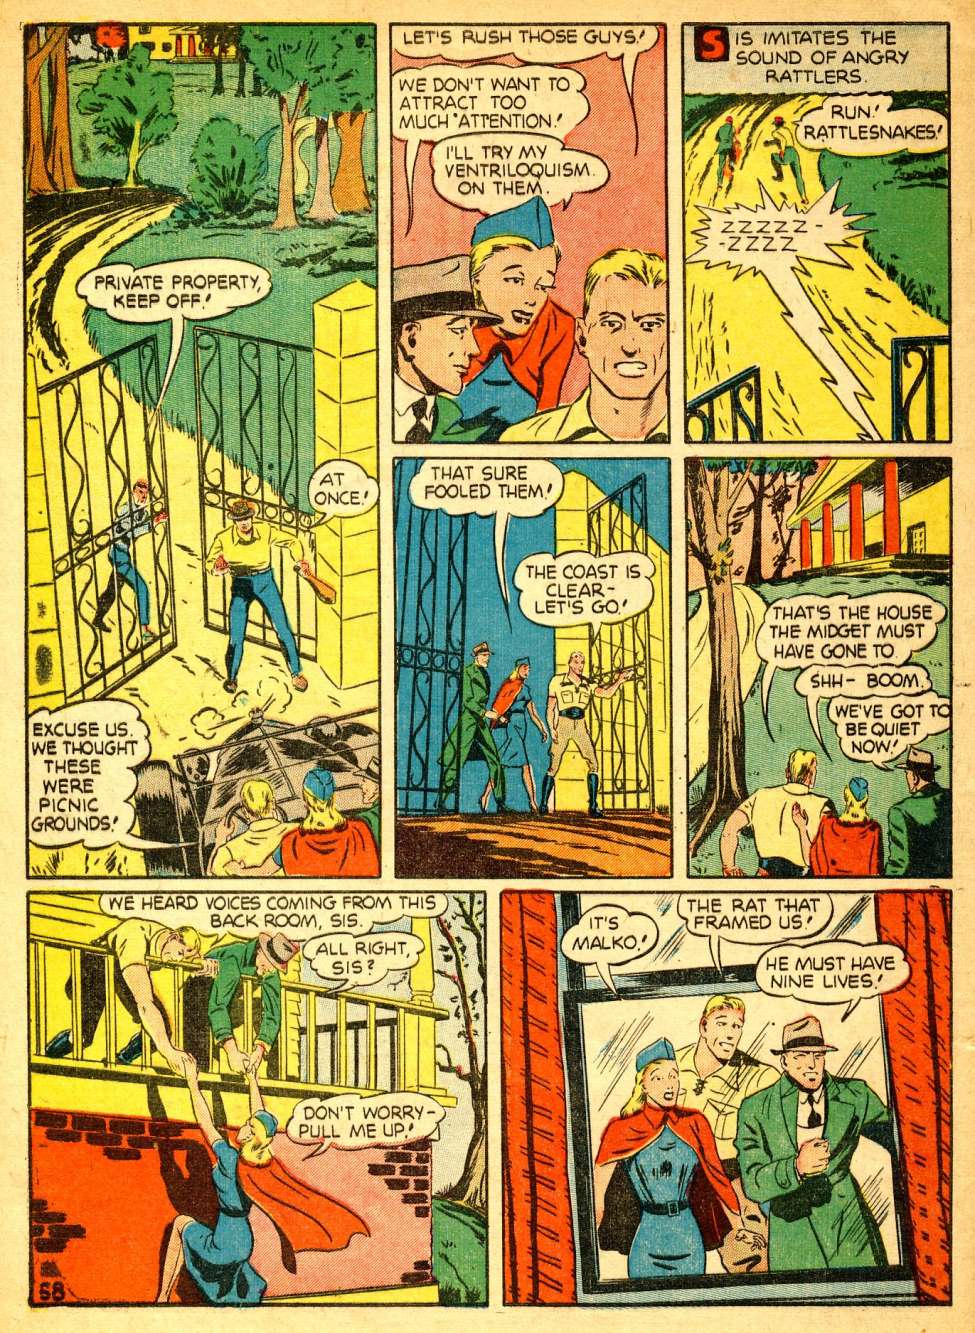 PRIVATE PROPERTY,
KEEP OFF!
AT
ONCE!
EXCUSE US.
WE THOUGHT
THESE
WERE
PICNIC
GROUNDS!
LET'S RUSH THOSE GUYS!
WE DON'T WANT TO
ATTRACT TOO
MUCH ATTENTION!
I'LL TRY MY
VENTRILOQUISM
ON THEM.
SIS IMITATES THE
SOUND OF ANGRY
RATTLERS.
RUN!
RATTLESNAKES!
ZZZZZ-
-ZZZZ
THAT SURE
FOOLED THEM!
THE COAST IS
CLEAR-
LET'S GO!
THAT'S THE HOUSE
THE MIDGET MUST
HAVE GONE TO.
SHH- BOOM.
WE'VE GOT TO
BE QUIET
NOW!
WE HEARD VOICES COMING FROM THIS
BACK ROOM, SIS.
ALL RIGHT,
SIS?
DON'T WORRY-
PULL ME UP!
58
IT'S
MALKO!
THE RAT THAT
FRAMED US!
HE MUST HAVE
NINE LIVES!